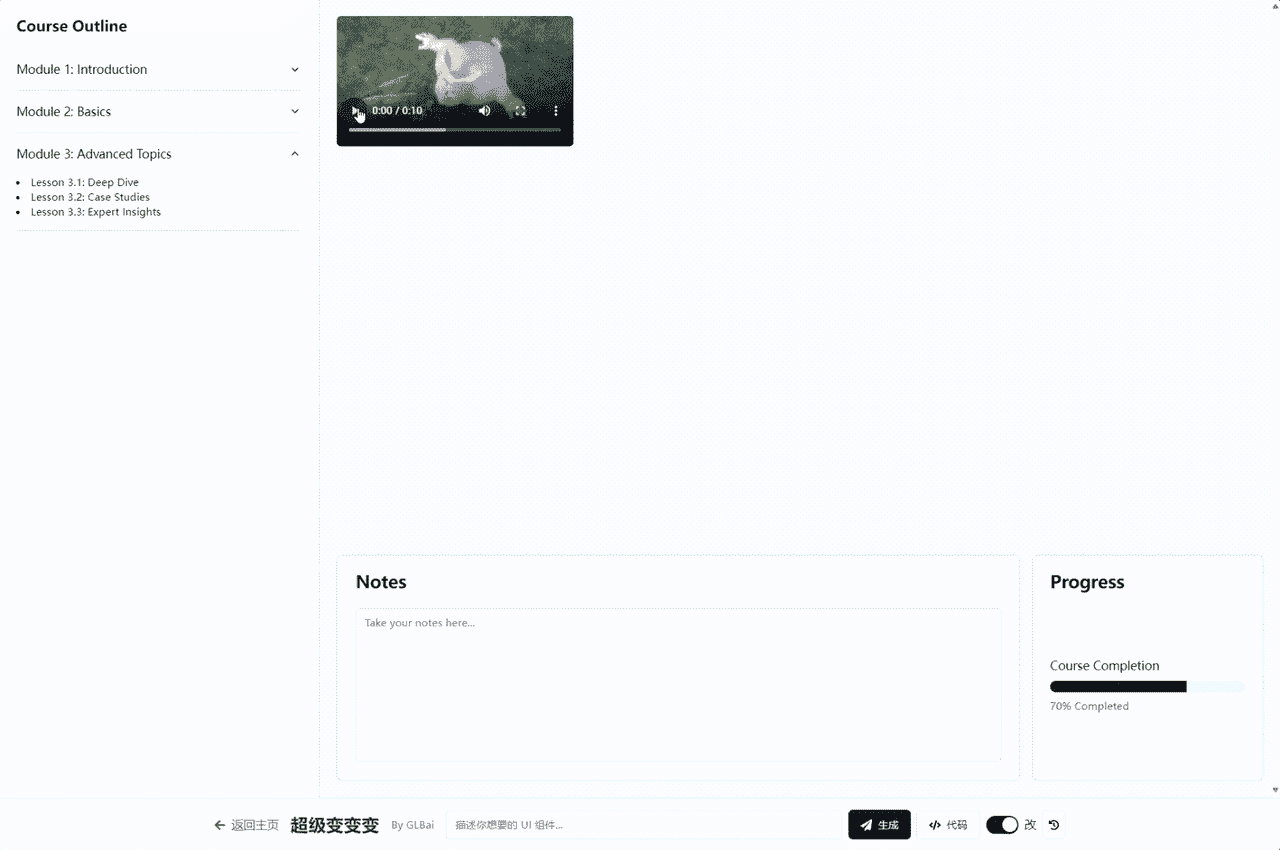 Course Outline
Module 1: Introduction
Module 2: Basics
Module 3: Advanced Topics
Lesson 3.1: Deep Dive
Lesson 3.2: Case Studies
Lesson 3.3: Expert Insights
0:00 / 0:10
Notes
Take your notes here...
Progress
Course Completion
70% Completed
返回主页 超级变变变 By GLBai 描述你想要的 UI 组件... 生成 代码 改